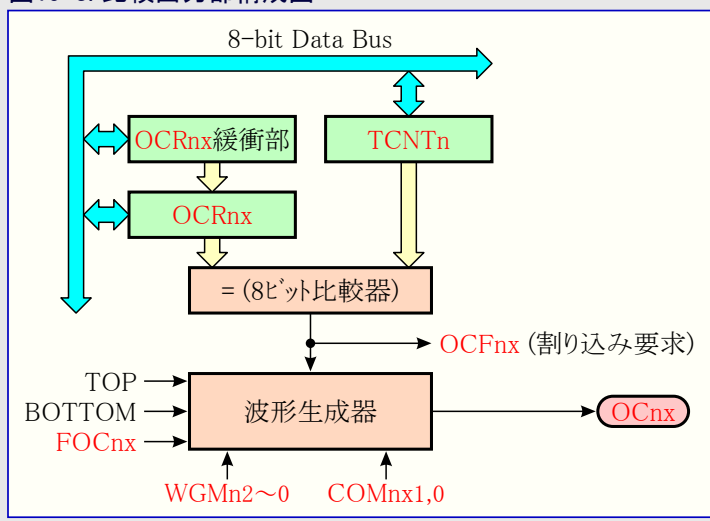 8-bit Data Bus
OCRnx緩衝部
TCNTn
OCRnx
= (8ビット比較器)
OCFnx (割り込み要求)
TOP
BOTTOM
FOCnx
波形生成器
OCnx
WGMn2～0
COMnx1,0